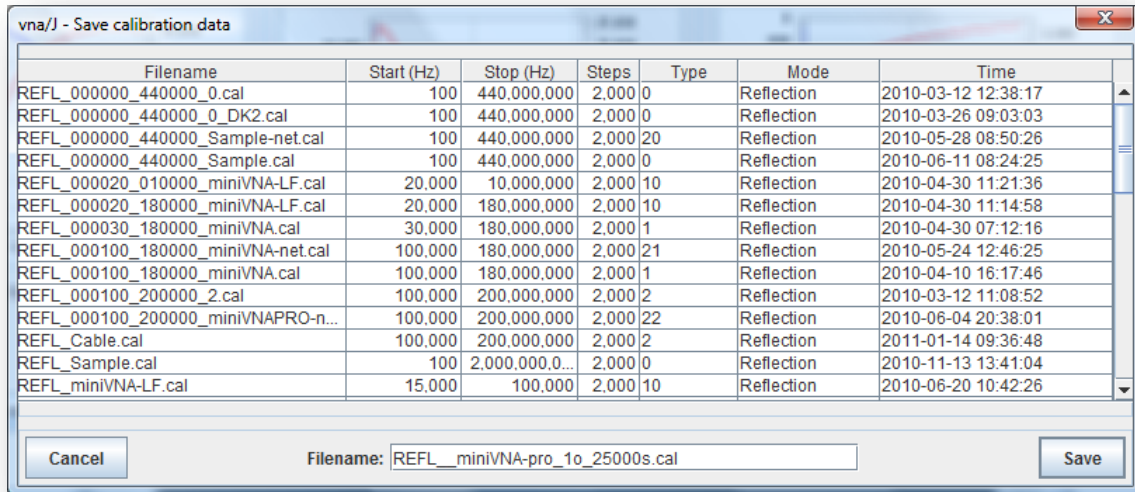 vna/J - Save calibration data
Filename Start (Hz) Stop (Hz) Steps Type Mode Time
REFL_000000_440000_0.cal 100 440,000,000 2,000 0 Reflection 2010-03-12 12:38:17
REFL_000000_440000_0_DK2.cal 100 440,000,000 2,000 0 Reflection 2010-03-26 09:03:03
REFL_000000_440000_Sample-net.cal 100 440,000,000 2,000 20 Reflection 2010-05-28 08:50:26
REFL_000000_440000_Sample.cal 100 440,000,000 2,000 0 Reflection 2010-06-11 08:24:25
REFL_000020_010000_miniVNA-LF.cal 20,000 10,000,000 2,000 10 Reflection 2010-04-30 11:21:36
REFL_000020_180000_miniVNA-LF.cal 20,000 180,000,000 2,000 10 Reflection 2010-04-30 11:14:58
REFL_000030_180000_miniVNA.cal 30,000 180,000,000 2,000 1 Reflection 2010-04-30 07:12:16
REFL_000100_180000_miniVNA-net.cal 100,000 180,000,000 2,000 21 Reflection 2010-05-24 12:46:25
REFL_000100_180000_miniVNA.cal 100,000 180,000,000 2,000 1 Reflection 2010-04-10 16:17:46
REFL_000100_200000_2.cal 100,000 200,000,000 2,000 2 Reflection 2010-03-12 11:08:52
REFL_000100_200000_miniVNAPRO-n... 100,000 200,000,000 2,000 22 Reflection 2010-06-04 20:38:01
REFL_Cable.cal 100,000 200,000,000 2,000 2 Reflection 2011-01-14 09:36:48
REFL_Sample.cal 100 2,000,000,0... 2,000 0 Reflection 2010-11-13 13:41:04
REFL_miniVNA-LF.cal 15,000 100,000 2,000 10 Reflection 2010-06-20 10:42:26
Cancel Filename: REFL__miniVNA-pro_1o_25000s.cal Save